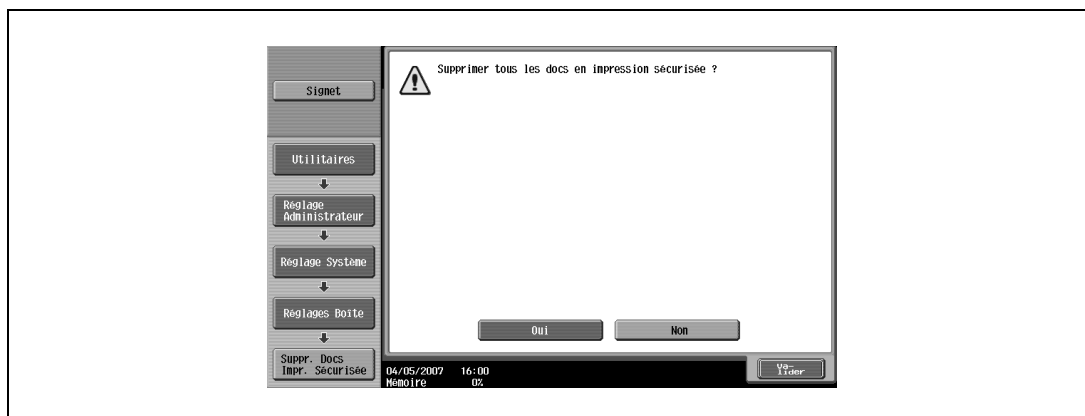 Signet
Utilitaires
Réglage
Administrateur
Réglage Système
Réglages Boîte
Suppr. Docs
Impr. Sécurisée
Supprimer tous les docs en impression sécurisée ?
Oui
Non
04/05/2007 16:00
Mémoire 0%
Va-
lider